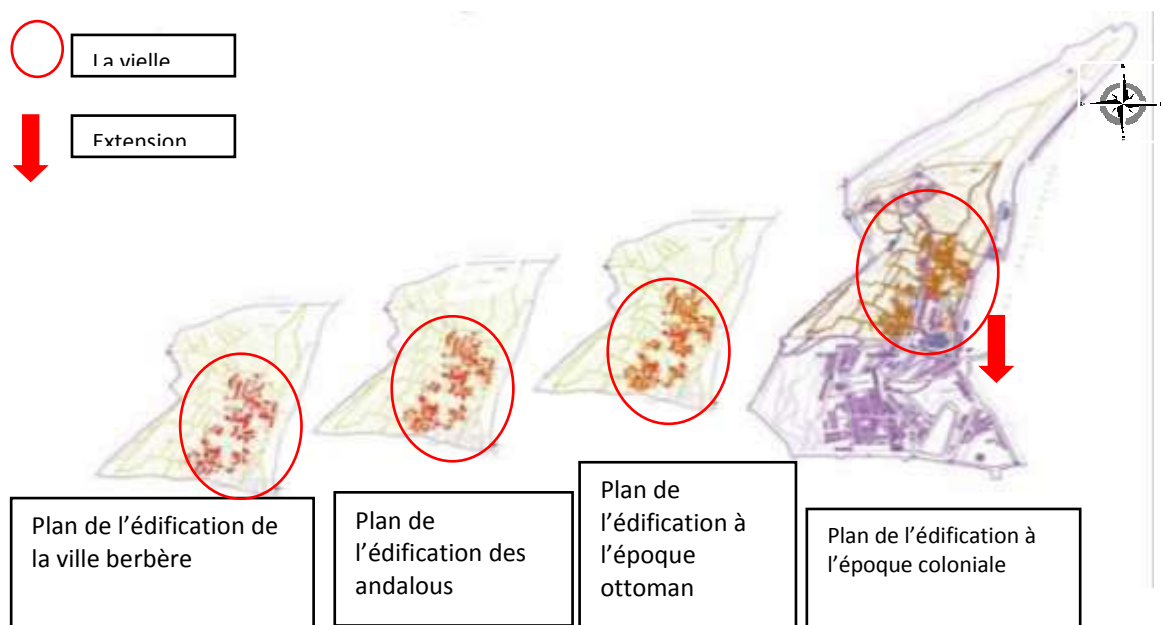 La vielle
Extension
Plan de l’édification de
la ville berbère
Plan de
l’édification des
andalous
Plan de
l’édification à
l’époque
ottoman
Plan de l’édification à
l’époque coloniale